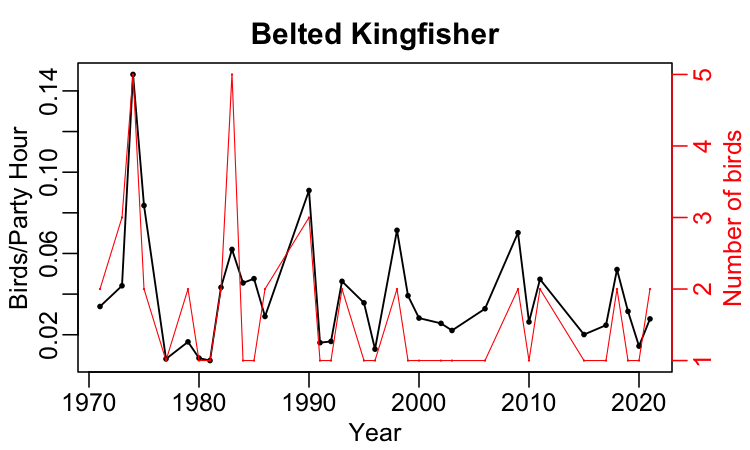 Belted Kingfisher
Birds/Party Hour
0.14
0.10
0.06
0.02
5
4
3
2
1
Number of birds
1970 1980 1990 2000 2010 2020
Year